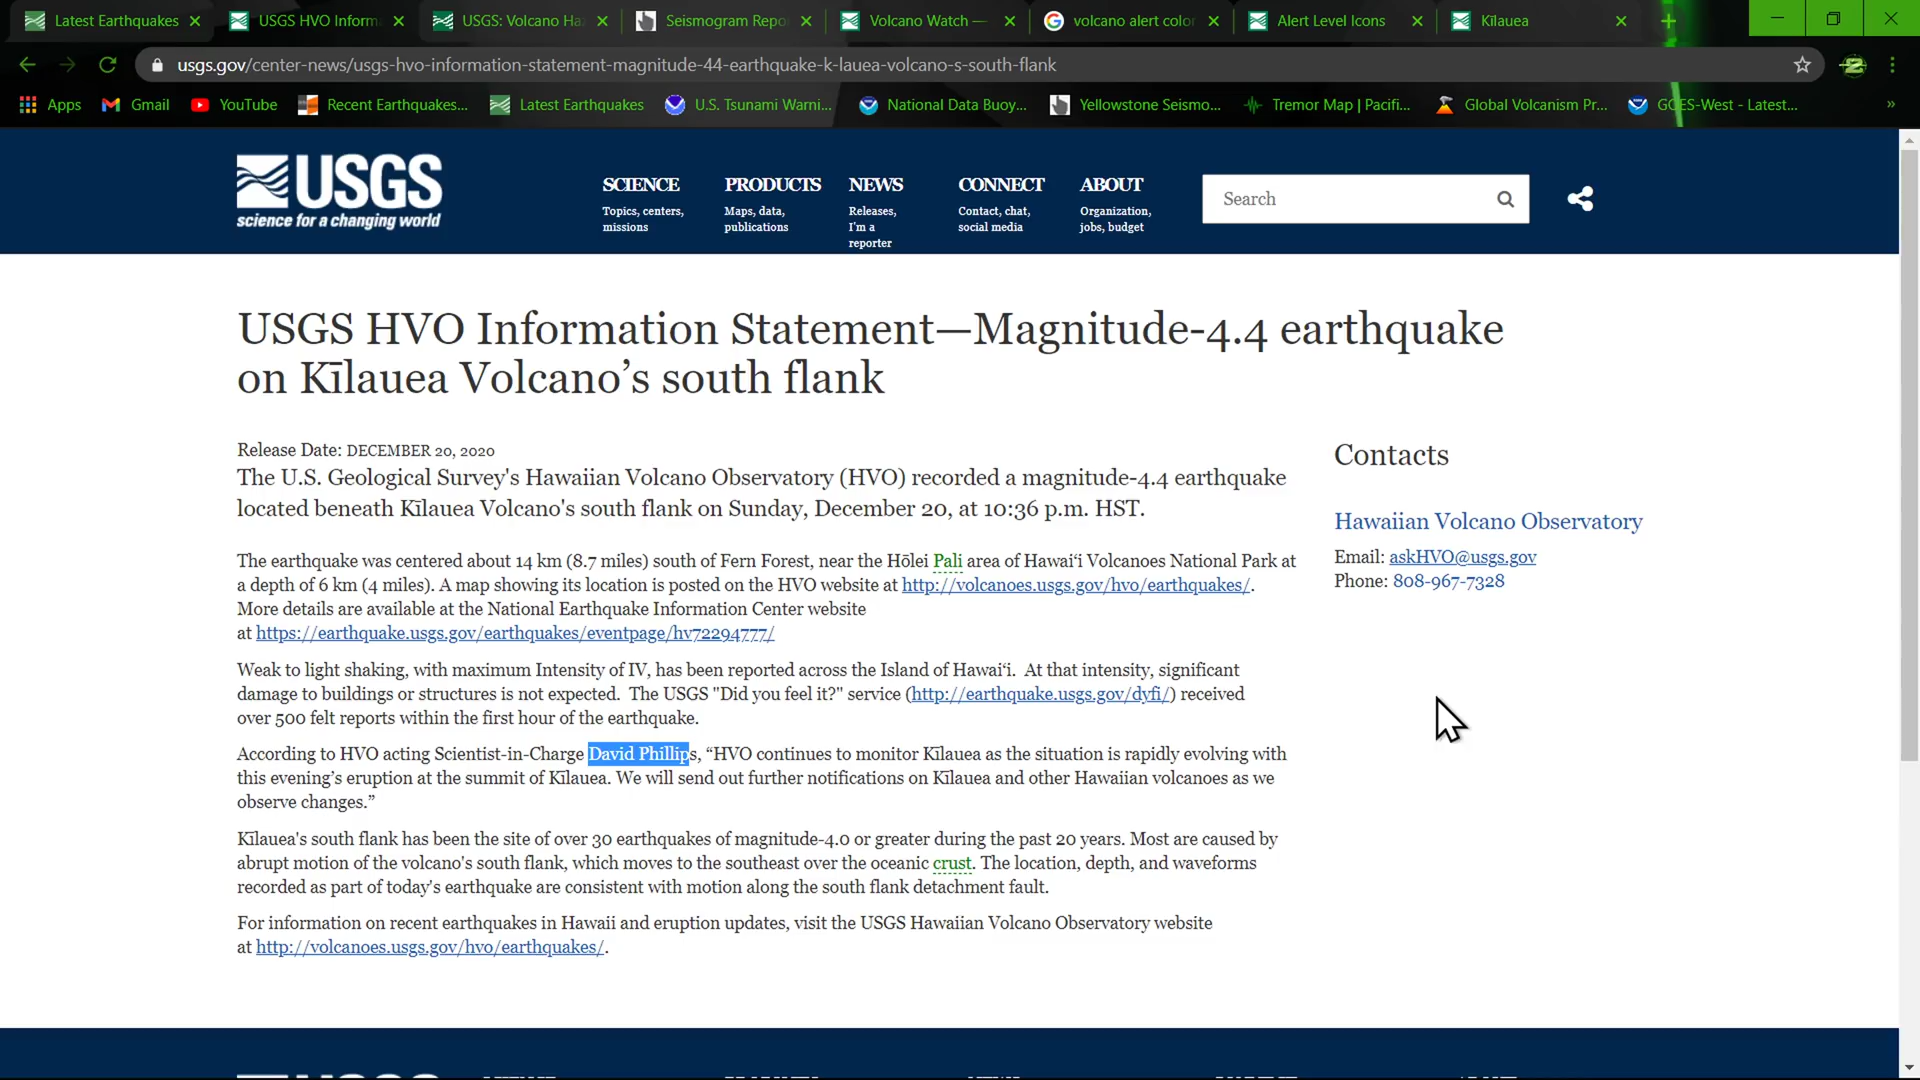 Latest Earthquakes
USGS HVO Inform
USGS: Volcano Ha
Seismogram Repo
Volcano Watch —
volcano alert color
Alert Level Icons
Kīlauea
usgs.gov/center-news/usgs-hvo-information-statement-magnitude-44-earthquake-k-lauea-volcano-s-south-flank
Apps
Gmail
YouTube
Recent Earthquakes...
Latest Earthquakes
U.S. Tsunami Warni...
National Data Buoy...
Yellowstone Seismo...
Tremor Map | Pacifi...
Global Volcanism Pr...
GOES-West - Latest...
»
USGS
science for a changing world
SCIENCE
Topics, centers,
missions
PRODUCTS
Maps, data,
publications
NEWS
Releases,
I'm a
reporter
CONNECT
Contact, chat,
social media
ABOUT
Organization,
jobs, budget
Search
USGS HVO Information Statement—Magnitude-4.4 earthquake
on Kīlauea Volcano’s south flank
Release Date: DECEMBER 20, 2020
The U.S. Geological Survey's Hawaiian Volcano Observatory (HVO) recorded a magnitude-4.4 earthquake
located beneath Kīlauea Volcano's south flank on Sunday, December 20, at 10:36 p.m. HST.
The earthquake was centered about 14 km (8.7 miles) south of Fern Forest, near the Hōlei Pali area of Hawai‘i Volcanoes National Park at
a depth of 6 km (4 miles). A map showing its location is posted on the HVO website at http://volcanoes.usgs.gov/hvo/earthquakes/.
More details are available at the National Earthquake Information Center website
at https://earthquake.usgs.gov/earthquakes/eventpage/hv72294777/
Weak to light shaking, with maximum Intensity of IV, has been reported across the Island of Hawai‘i. At that intensity, significant
damage to buildings or structures is not expected. The USGS "Did you feel it?" service (http://earthquake.usgs.gov/dyfi/) received
over 500 felt reports within the first hour of the earthquake.
According to HVO acting Scientist-in-Charge David Phillips, “HVO continues to monitor Kīlauea as the situation is rapidly evolving with
this evening’s eruption at the summit of Kīlauea. We will send out further notifications on Kīlauea and other Hawaiian volcanoes as we
observe changes.”
Kīlauea's south flank has been the site of over 30 earthquakes of magnitude-4.0 or greater during the past 20 years. Most are caused by
abrupt motion of the volcano's south flank, which moves to the southeast over the oceanic crust. The location, depth, and waveforms
recorded as part of today's earthquake are consistent with motion along the south flank detachment fault.
For information on recent earthquakes in Hawaii and eruption updates, visit the USGS Hawaiian Volcano Observatory website
at http://volcanoes.usgs.gov/hvo/earthquakes/.
Contacts
Hawaiian Volcano Observatory
Email: askHVO@usgs.gov
Phone: 808-967-7328